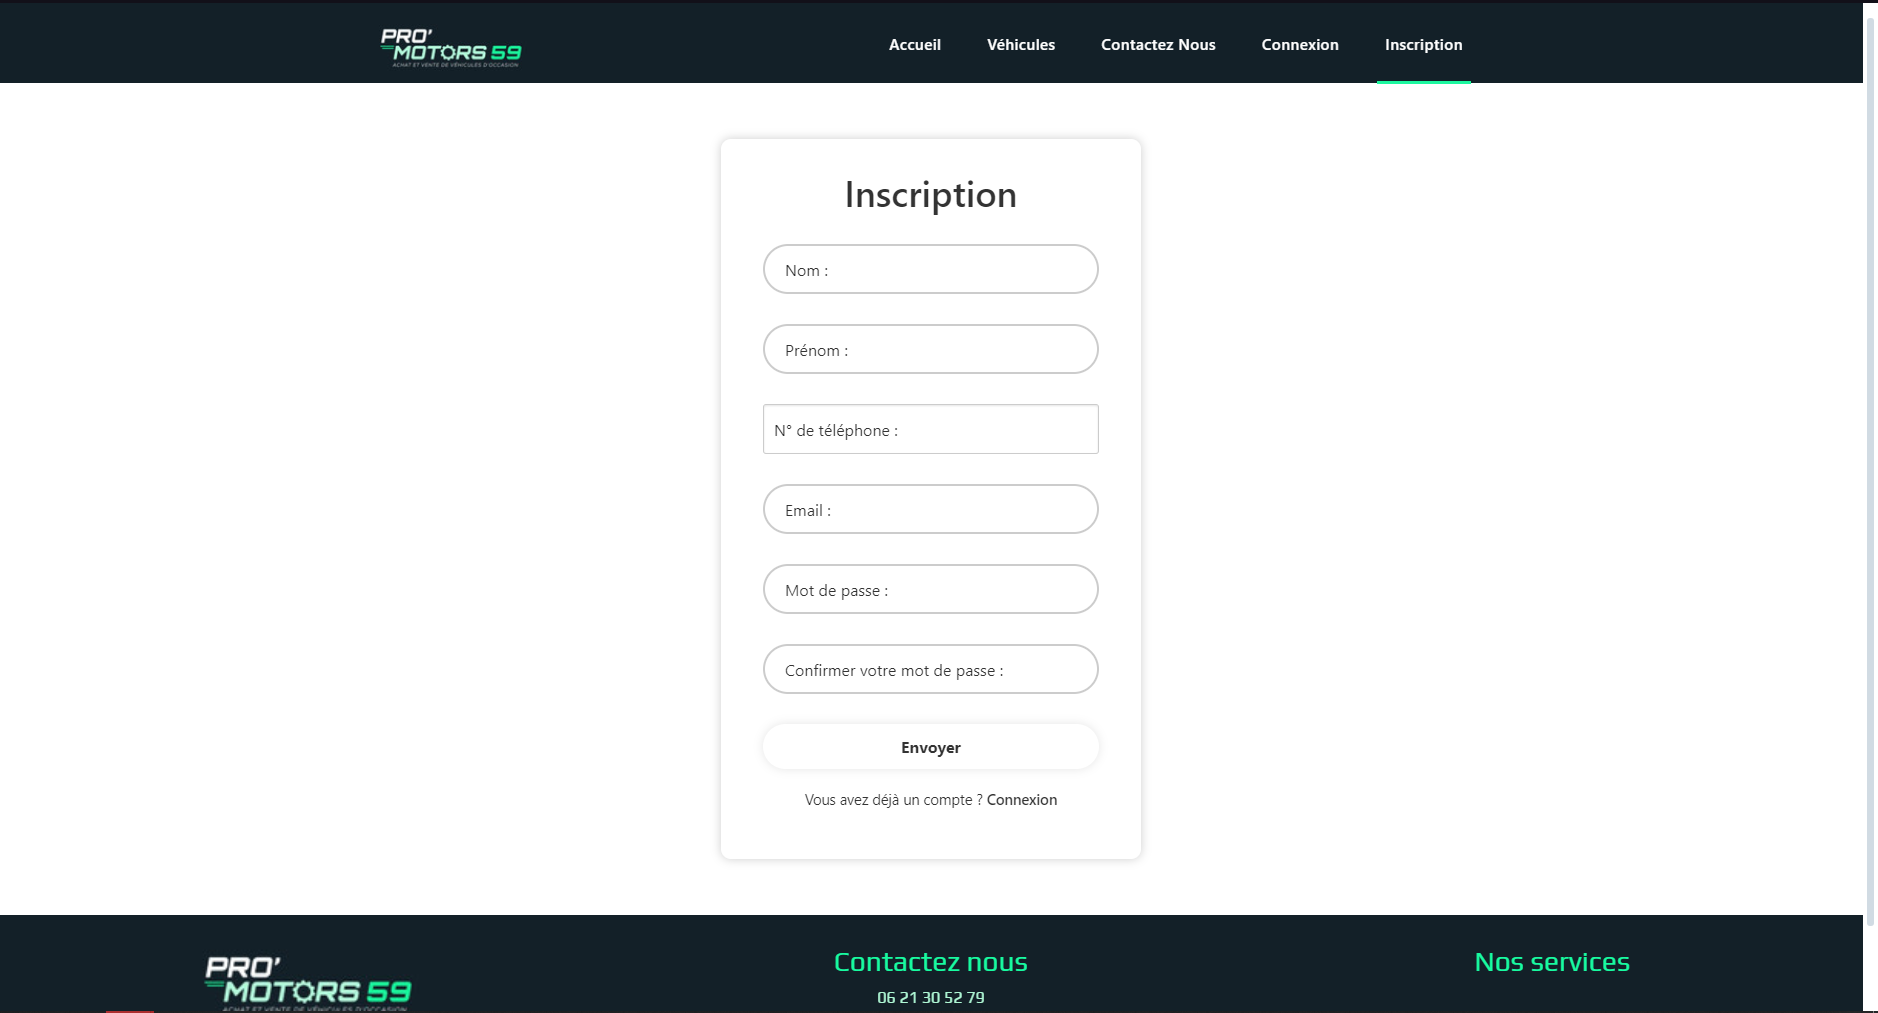 PRO'
MOTORS 59
ACHAT ET VENTE DE VÉHICULES D'OCCASION
Accueil
Véhicules
Contactez Nous
Connexion
Inscription
Inscription
Nom :
Prénom :
N° de téléphone :
Email :
Mot de passe :
Confirmer votre mot de passe :
Envoyer
Vous avez déjà un compte ? Connexion
PRO'
MOTORS 59
ACHAT ET VENTE DE VÉHICULES D'OCCASION
Contactez nous
06 21 30 52 79
Nos services